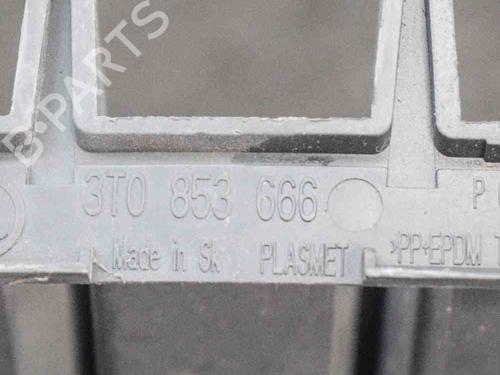 B-PARTS
3T0 853 666
P
Made in Sk PLASMET >PP+EPDM T